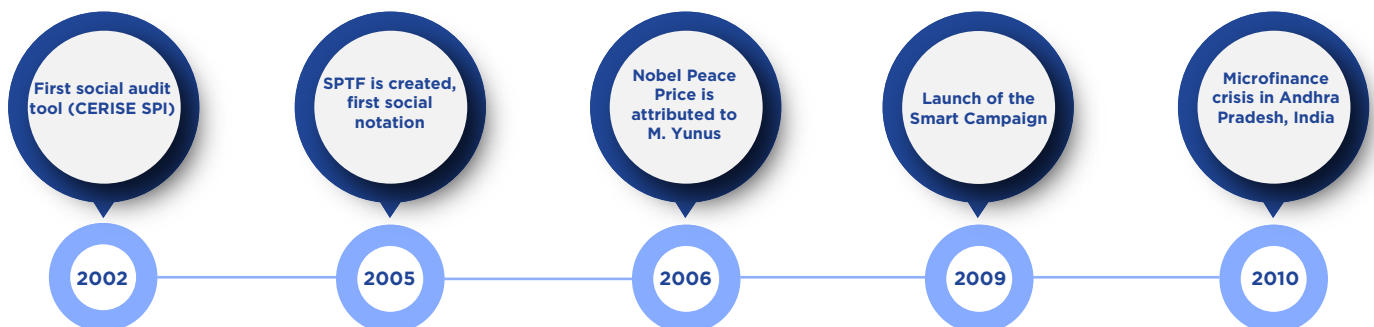 First social audit
tool (CERISE SPI)
SPTF is created,
first social
notation
Nobel Peace
Price is
attributed to
M. Yunus
Launch of the
Smart Campaign
Microfinance
crisis in Andhra
Pradesh, India
2002
2005
2006
2009
2010